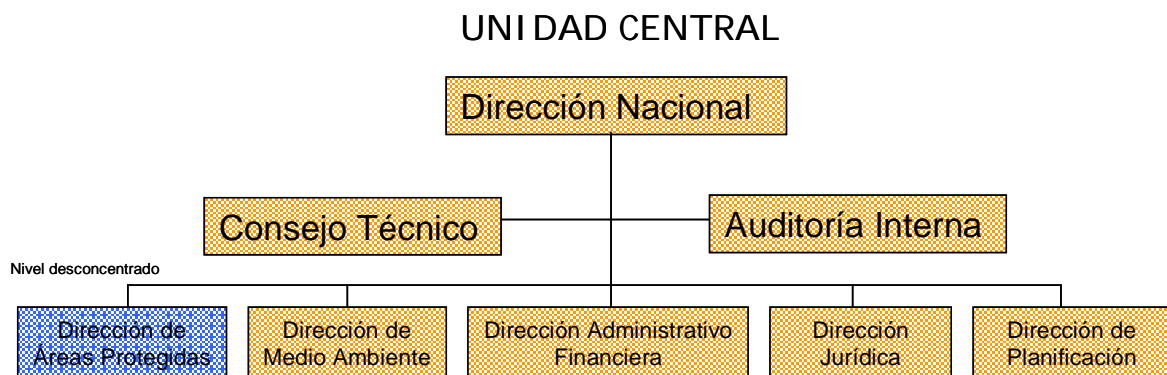 UNIDAD CENTRAL
Dirección Nacional
Consejo Técnico
Auditoría Interna
Nivel desconcentrado
Dirección de
Áreas Protegidas
Dirección de
Medio Ambiente
Dirección Administrativo
Financiera
Dirección
Jurídica
Dirección de
Planificación